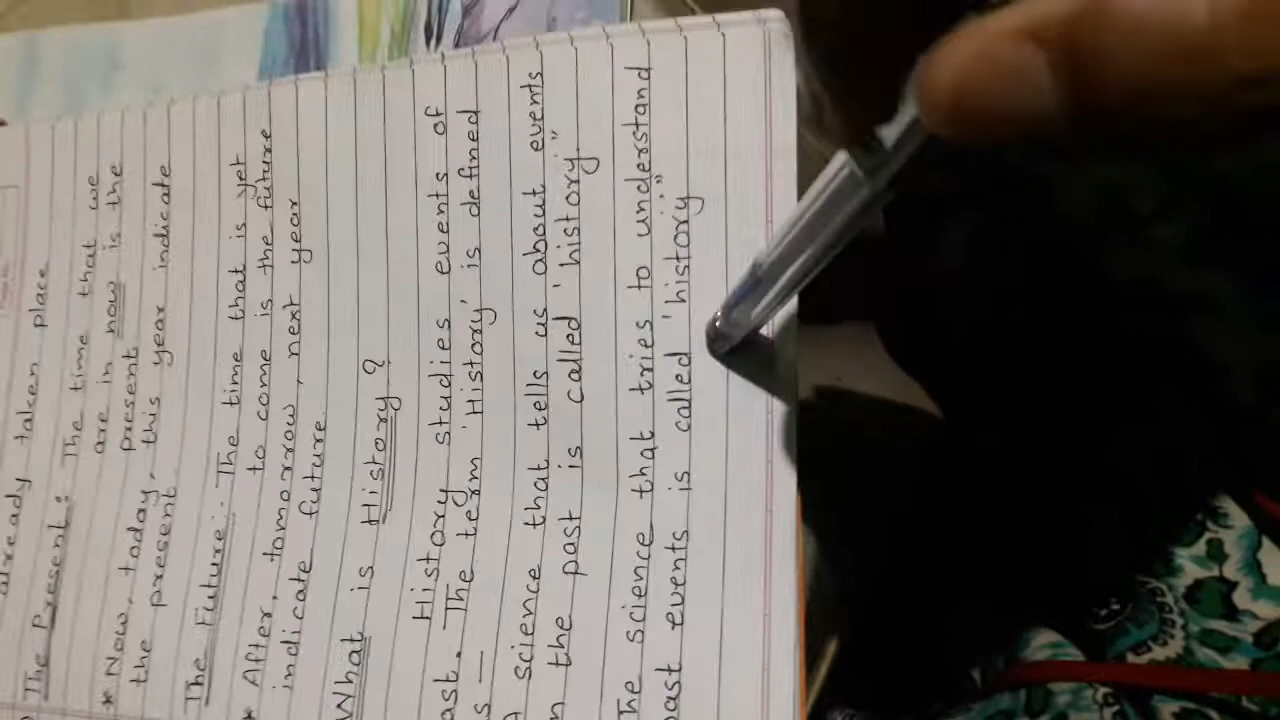 already taken place
The Present : The time that we
are in now is the
present
* Now, today, this year indicate
the present
The Future : The time that is yet
to come is the future
* After, tomorrow, next year
indicate future
What is History ?
History studies events of
ast. The term 'History' is defined
s —
science that tells us about events
n the past is called 'history'."
The science that tries to understand
past events is called 'history'."